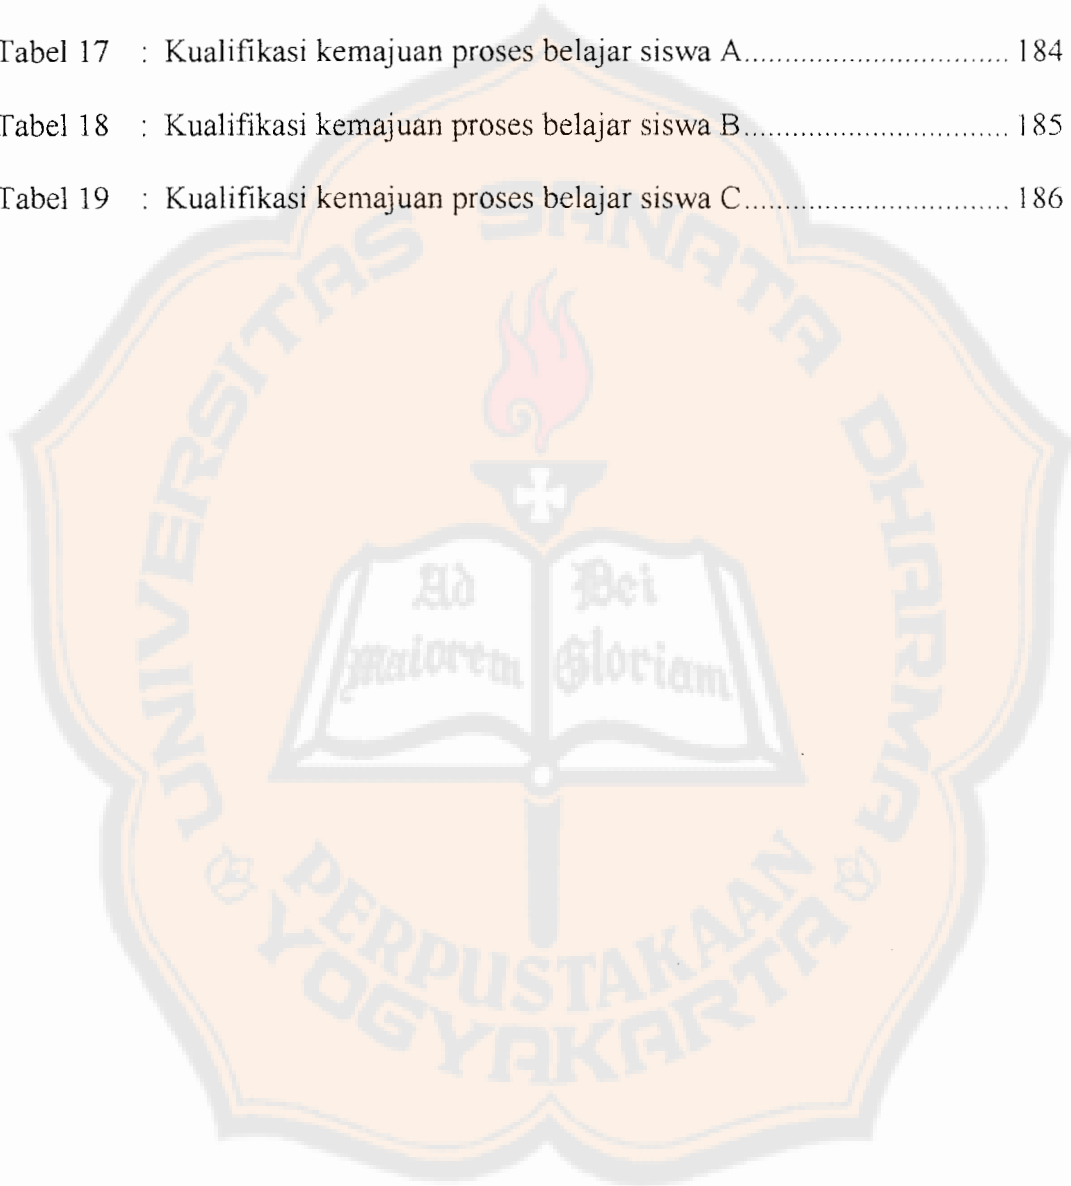 Tabel 17 : Kualifikasi kemajuan proses belajar siswa A................................ 184
Tabel 18 : Kualifikasi kemajuan proses belajar siswa B................................ 185
Tabel 19 : Kualifikasi kemajuan proses belajar siswa C................................ 186
UNIVERSITAS SANATA DHARMA
Ad Dei
Maiorem Gloriam
PERPUSTAKAAN
YOGYAKARTA